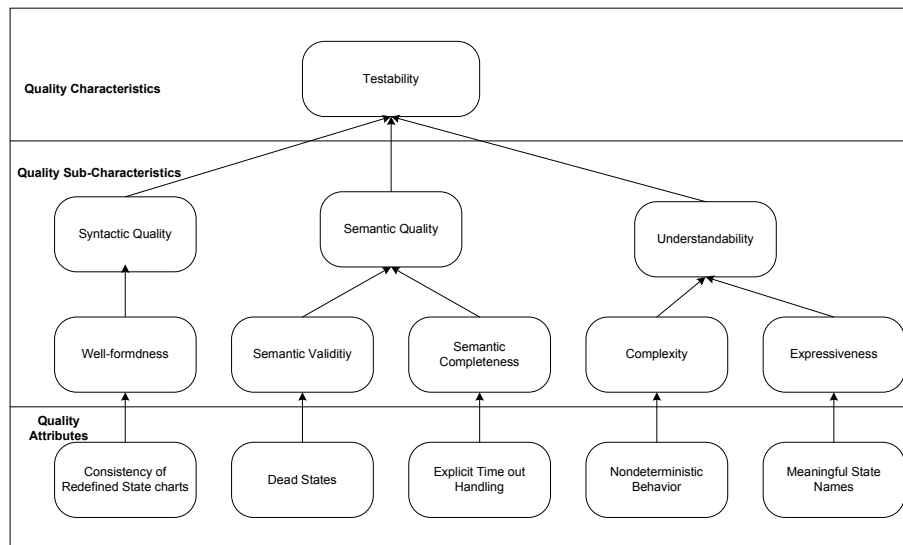 Testability
Quality Characteristics
Quality Sub-Characteristics
Syntactic Quality
Semantic Quality
Understandability
Well-formdness
Semantic Validitiy
Semantic
Completeness
Complexity
Expressiveness
Quality
Attributes
Consistency of
Redefined State charts
Dead States
Explicit Time out
Handling
Nondeterministic
Behavior
Meaningful State
Names